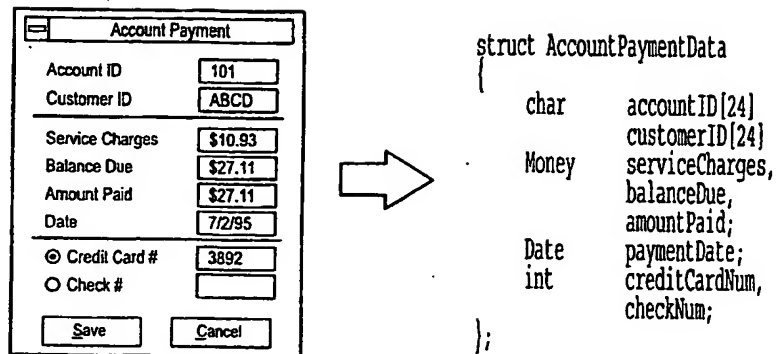 Account Payment
Account ID 101
Customer ID ABCD
Service Charges $10.93
Balance Due $27.11
Amount Paid $27.11
Date 7/2/95
Credit Card # 3892
Check #
Save Cancel
struct AccountPaymentData
{
char accountID[24]
customerID[24]
Money serviceCharges,
balanceDue,
amountPaid;
Date paymentDate;
int creditCardNum,
checkNum;
};